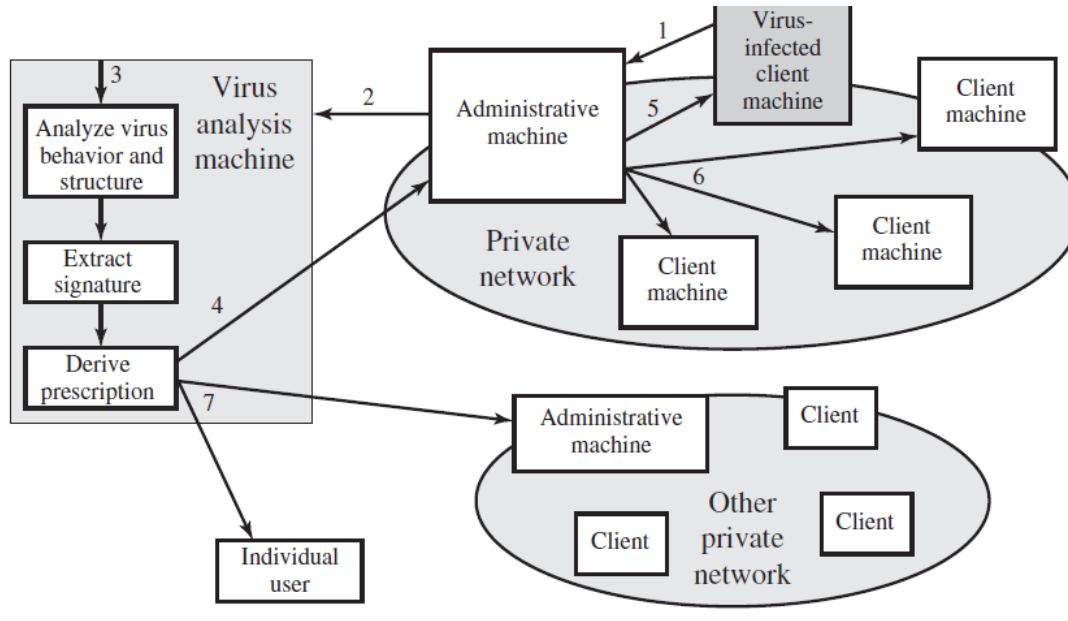 1
Virus-
infected
client
machine
3
Virus
analysis
machine
2
Administrative
machine
5
Client
machine
Analyze virus
behavior and
structure
6
Client
machine
Private
network
Client
machine
Extract
signature
4
Derive
prescription
7
Administrative
machine
Client
Other
private
network
Client
Client
Individual
user